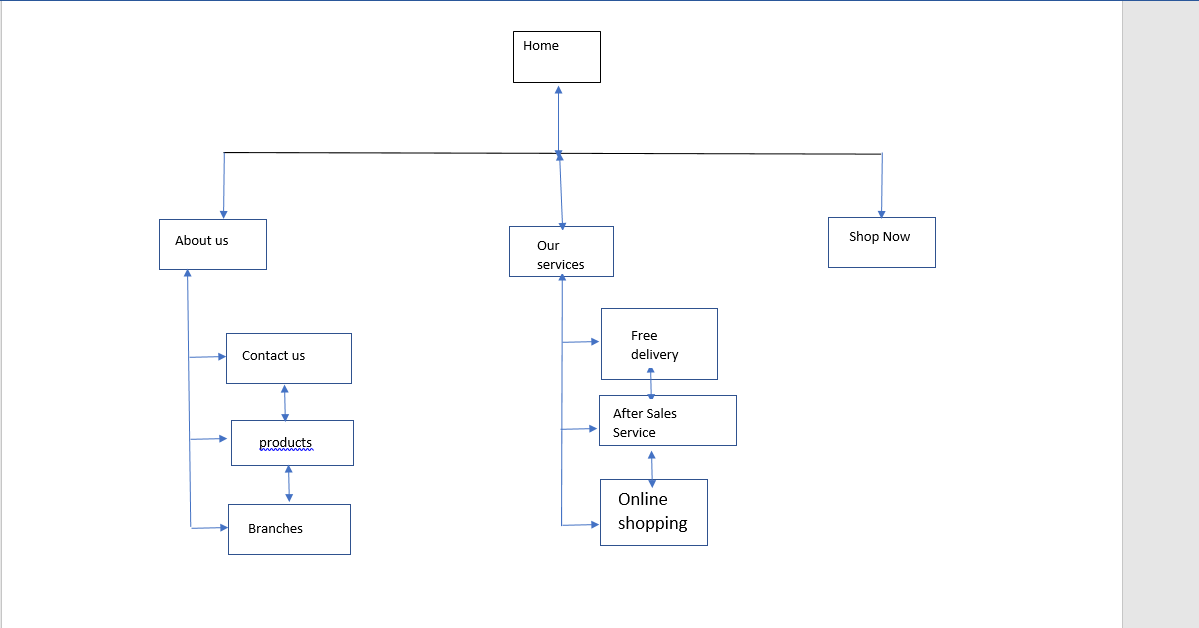 Home
About us
Our
services
Shop Now
Contact us
products
Branches
Free
delivery
After Sales
Service
Online
shopping